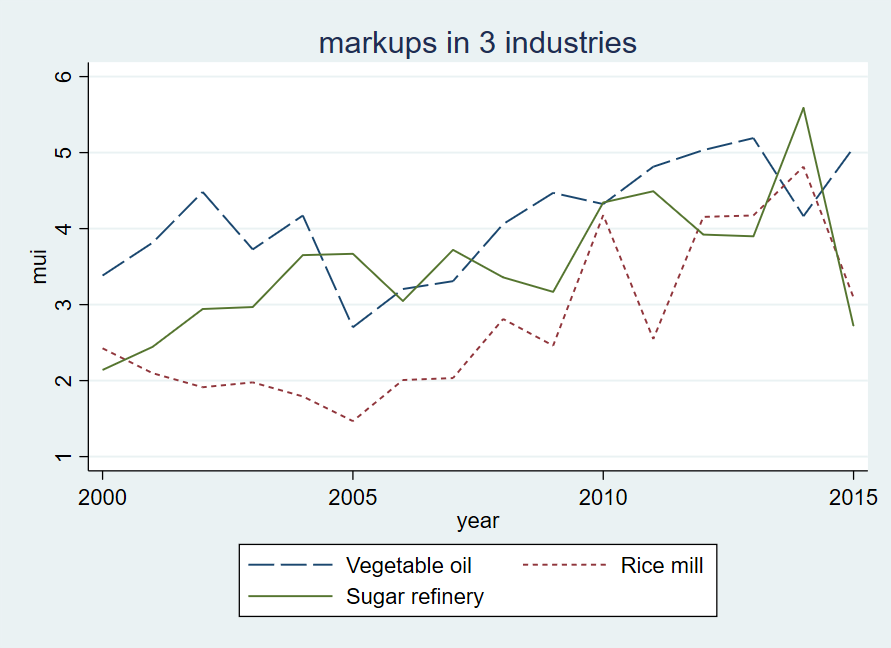 markups in 3 industries
6
5
4
3
2
1
mui
2000 2005 2010 2015
year
Vegetable oil Rice mill
Sugar refinery